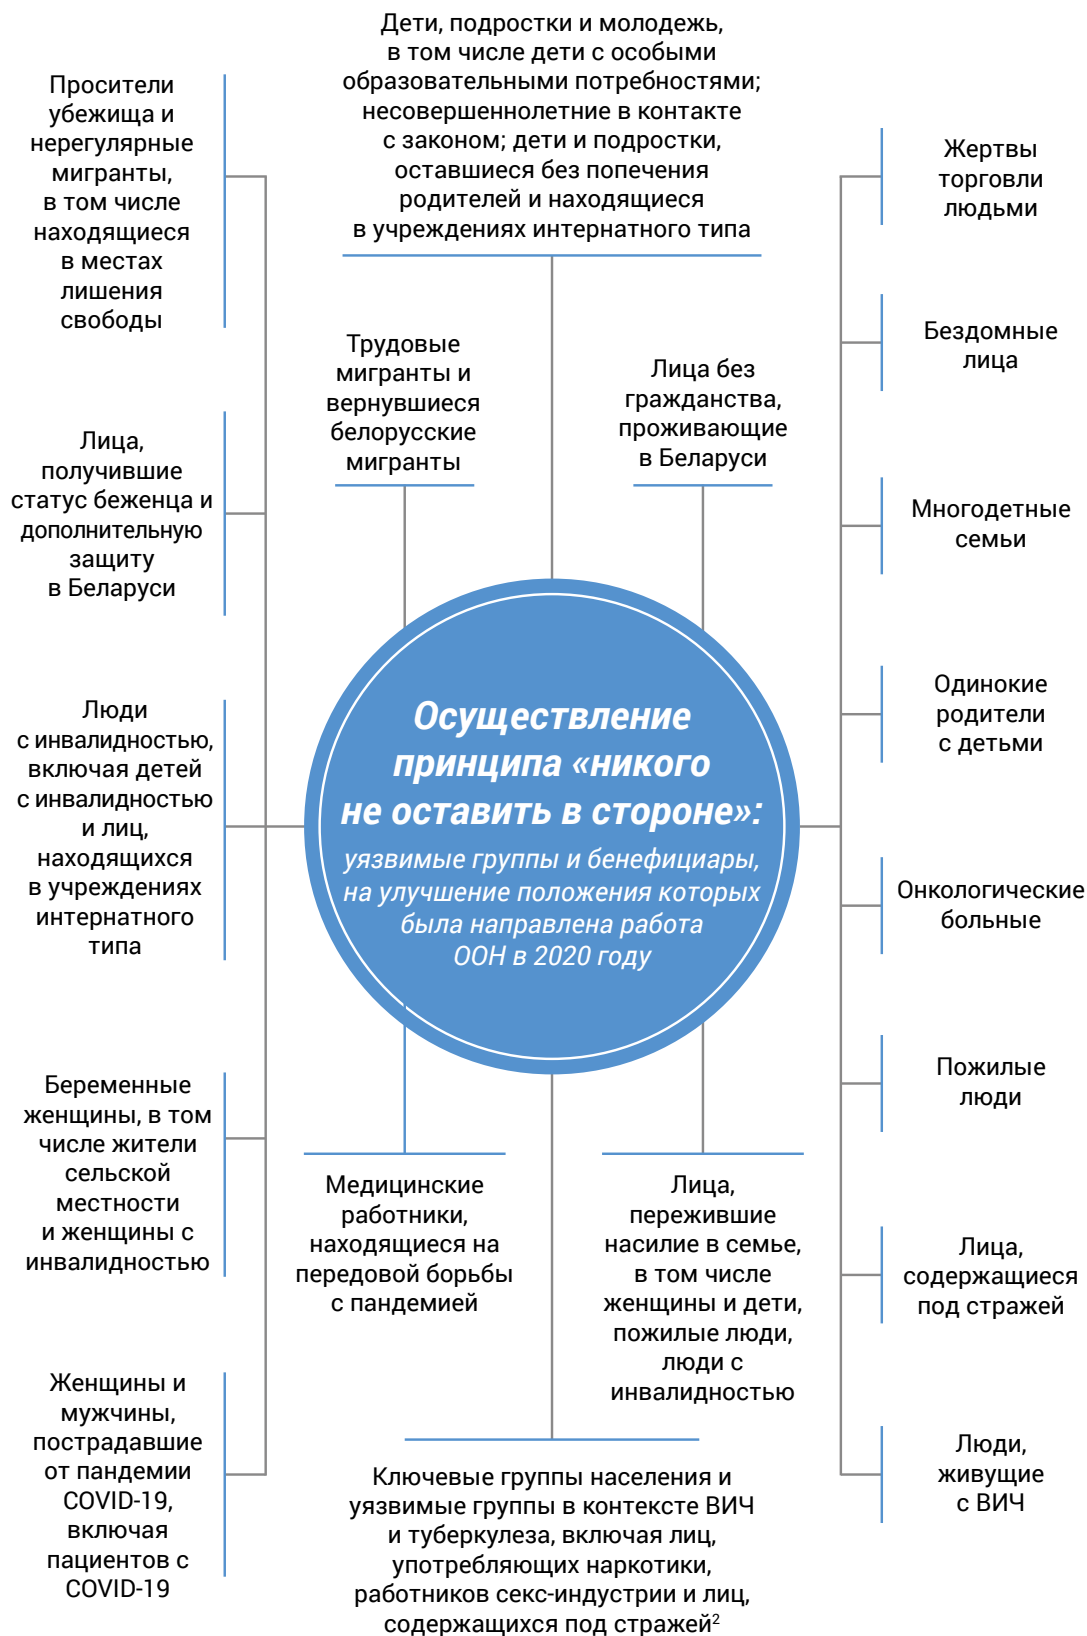 Дети, подростки и молодежь,
в том числе дети с особыми
образовательными потребностями;
несовершеннолетние в контакте
с законом; дети и подростки,
оставшиеся без попечения
родителей и находящиеся
в учреждениях интернатного типа
Просители
убежища и
нерегулярные
мигранты,
в том числе
находящиеся
в местах
лишения
свободы
Лица,
получившие
статус беженца и
дополнительную
защиту
в Беларуси
Люди
с инвалидностью,
включая детей
с инвалидностью
и лиц,
находящихся
в учреждениях
интернатного
типа
Беременные
женщины, в том
числе жители
сельской
местности
и женщины с
инвалидностью
Женщины и
мужчины,
пострадавшие
от пандемии
COVID-19,
включая
пациентов с
COVID-19
Трудовые
мигранты и
вернувшиеся
белорусские
мигранты
Лица без
гражданства,
проживающие
в Беларуси
Осуществление
принципа «никого
не оставить в стороне»:
уязвимые группы и бенефициары,
на улучшение положения которых
была направлена работа
ООН в 2020 году
Медицинские
работники,
находящиеся на
передовой борьбы
с пандемией
Лица,
пережившие
насилие в семье,
в том числе
женщины и дети,
пожилые люди,
люди с
инвалидностью
Ключевые группы населения и
уязвимые группы в контексте ВИЧ
и туберкулеза, включая лиц,
употребляющих наркотики,
работников секс-индустрии и лиц,
содержащихся под стражей²
Жертвы
торговли
людьми
Бездомные
лица
Многодетные
семьи
Одинокие
родители
с детьми
Онкологические
больные
Пожилые
люди
Лица,
содержащиеся
под стражей
Люди,
живущие
с ВИЧ